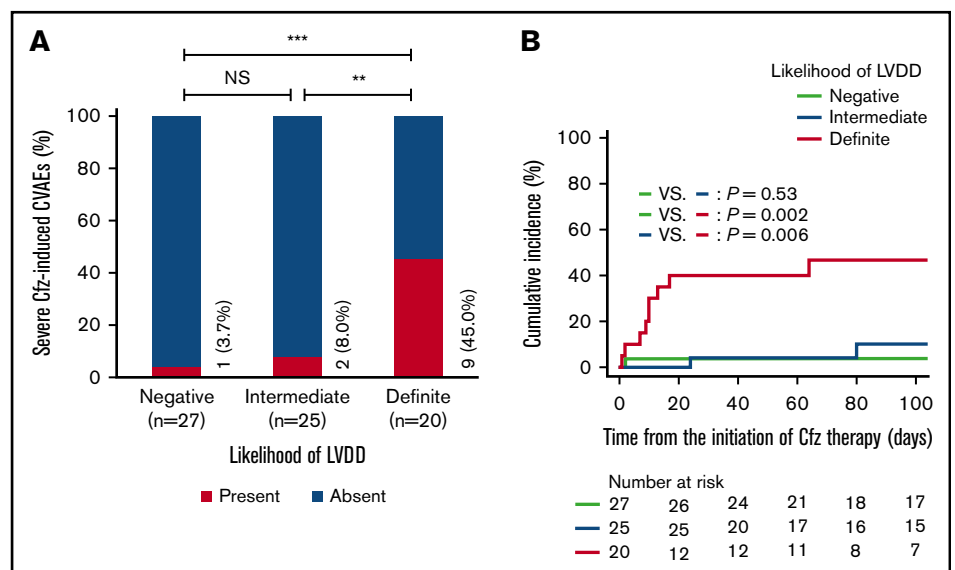 A
***
NS
**
Severe Cfz-induced CVAEs (%)
100
80
60
40
20
0
1 (3.7%)
2 (8.0%)
9 (45.0%)
Negative Intermediate Definite
(n=27) (n=25) (n=20)
Likelihood of LVDD
Present Absent
B
Likelihood of LVDD
Negative
Intermediate
Definite
Cumulative incidence (%)
100
80
60
40
20
0
VS. : P = 0.53
VS. : P = 0.002
VS. : P = 0.006
0 20 40 60 80 100
Time from the initiation of Cfz therapy (days)
Number at risk
27 26 24 21 18 17
25 25 20 17 16 15
20 12 12 11 8 7